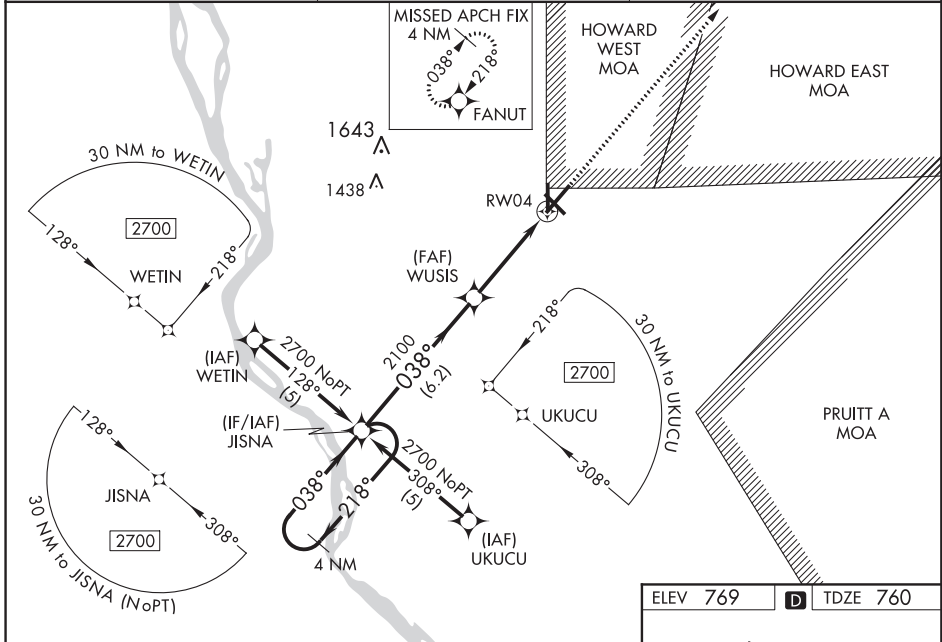 MISSED APCH FIX
4 NM
038°
218°
FANUT
HOWARD
WEST
MOA
HOWARD EAST
MOA
1643
1438
30 NM to WETIN
2700
128°
218°
WETIN
RW04
(FAF)
WUSIS
(IAF)
WETIN
2700 NoPT
128°
(5)
2100
038°
(6.2)
218°
30 NM to UKUCU
2700
UKUCU
308°
PRUITT A
MOA
(IF/IAF)
JISNA
2700 NoPT
308°
(5)
038°
218°
4 NM
(IAF)
UKUCU
128°
JISNA
308°
2700
30 NM to JISNA (NoPT)
ELEV 769
D
TDZE 760